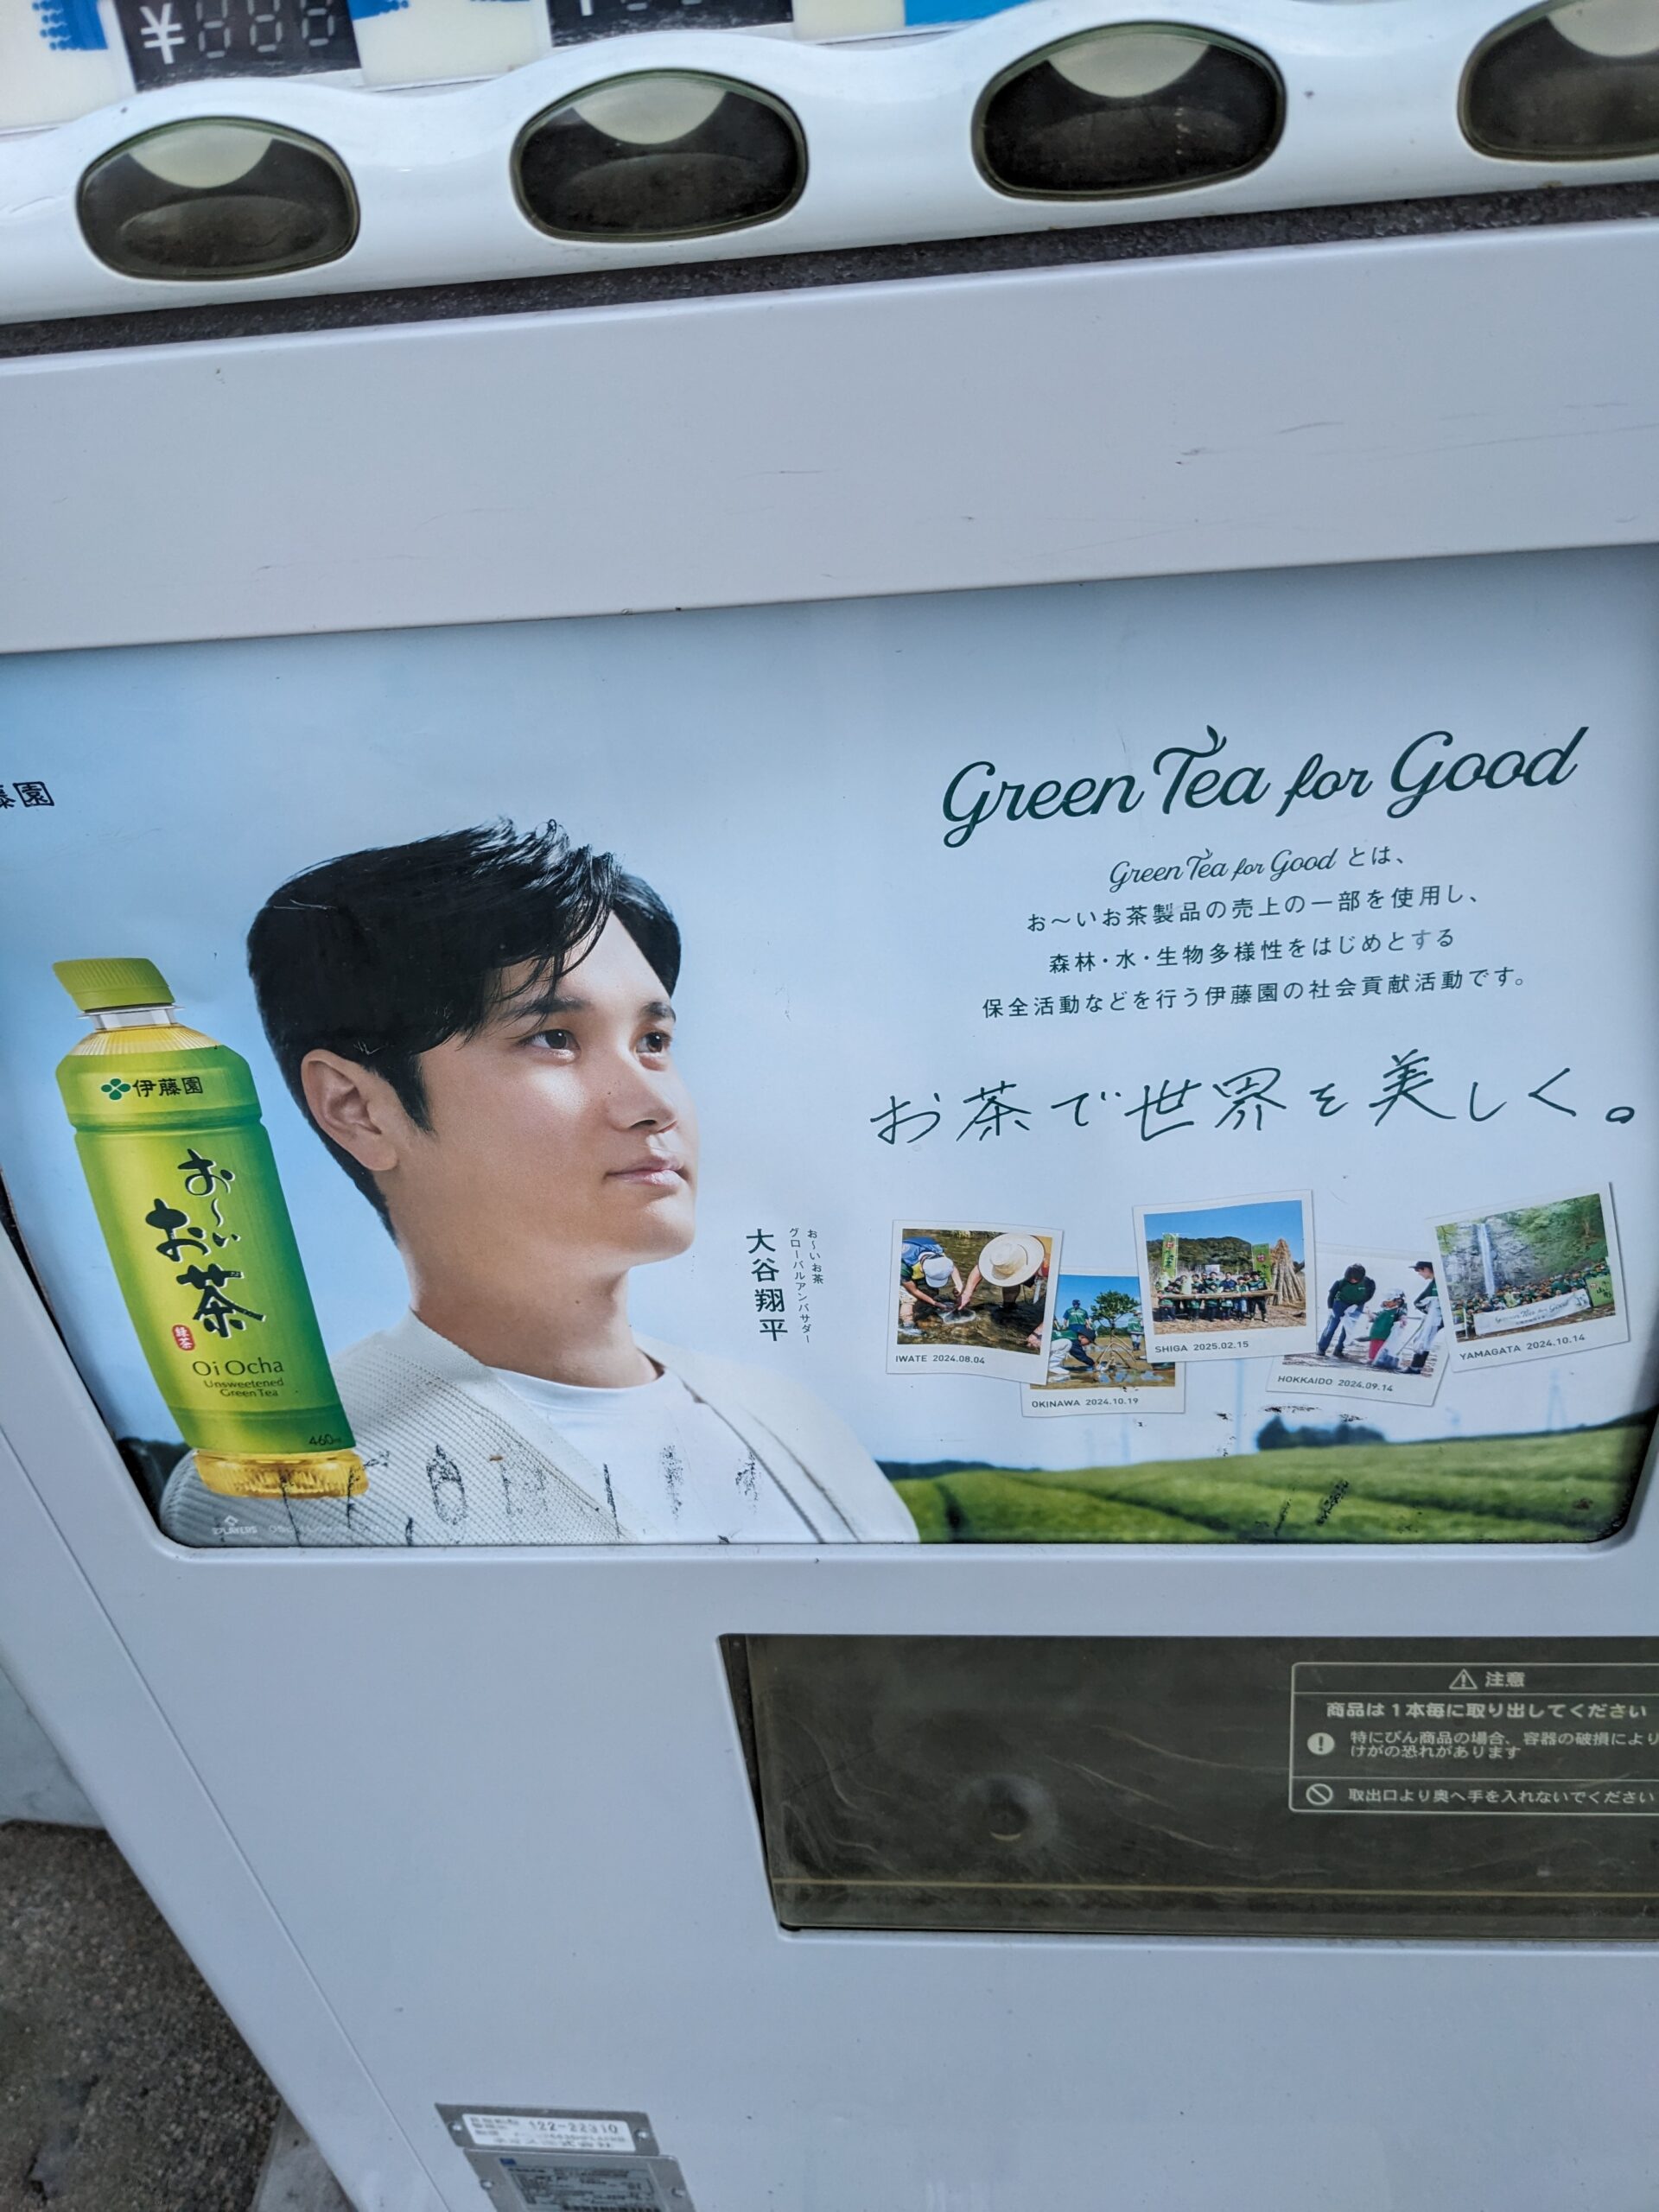 ¥
藤園
Green Tea for Good
Green Tea for Good とは、
お〜いお茶製品の売上の一部を使用し、
森林・水・生物多様性をはじめとする
保全活動などを行う伊藤園の社会貢献活動です。
お茶で世界を美しく。
伊藤園
お〜い
お〜い
お茶
緑茶
Oi Ocha
Unsweetened
Green Tea
460
お〜いお茶
グローバルアンバサダー
大谷翔平
IWATE 2024.08.04
OKINAWA 2024.10.19
SHIGA 2025.02.15
HOKKAIDO 2024.09.14
YAMAGATA 2024.10.14
注意
商品は1本毎に取り出してください
特にびん商品の場合、容器の破損により
けがの恐れがあります
取出口より奥へ手を入れないでください
122-22310